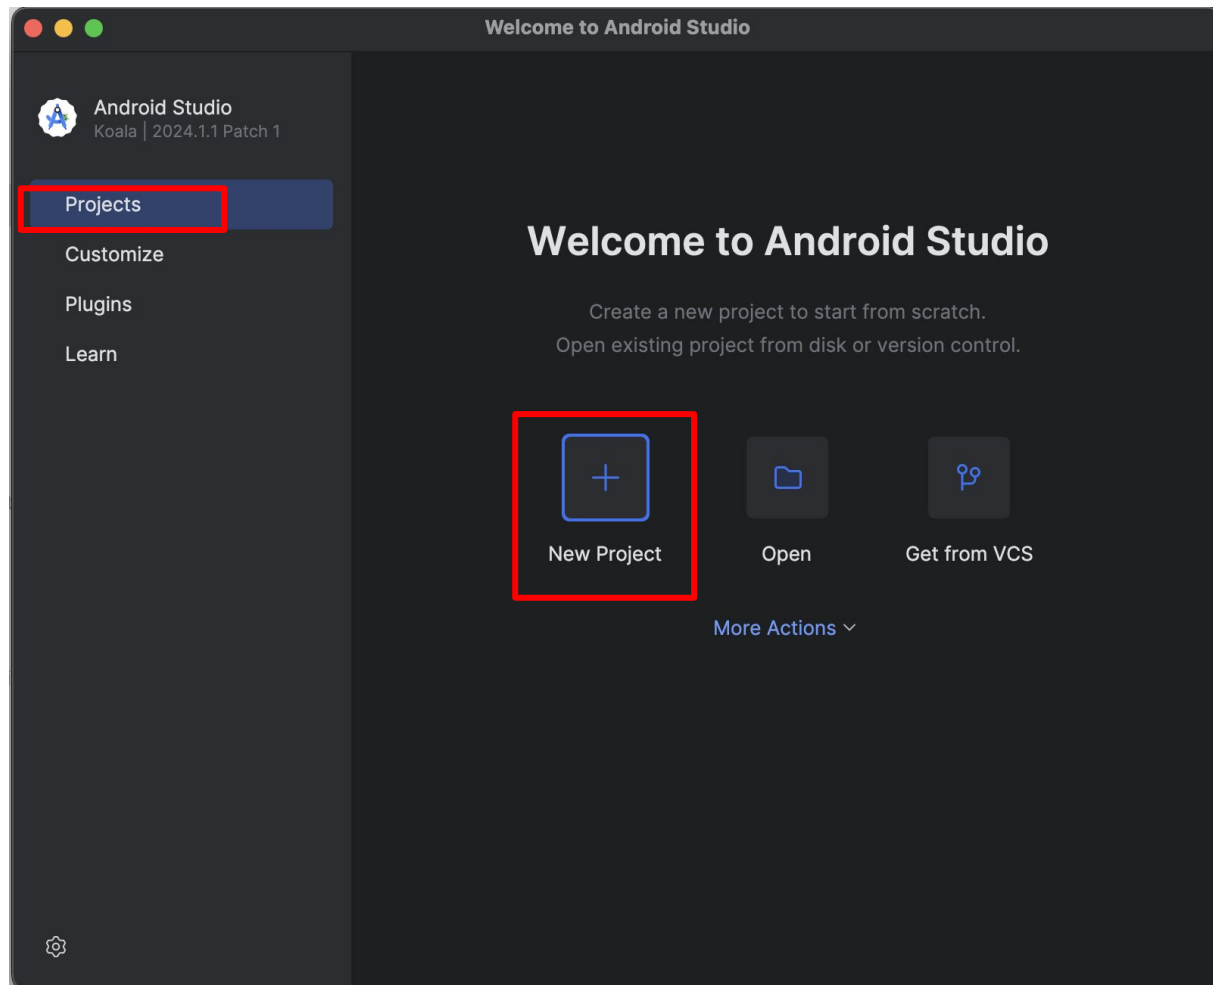 Welcome to Android Studio
Android Studio
Koala | 2024.1.1 Patch 1
Projects
Customize
Plugins
Learn
Welcome to Android Studio
Create a new project to start from scratch.
Open existing project from disk or version control.
New Project
Open
Get from VCS
More Actions